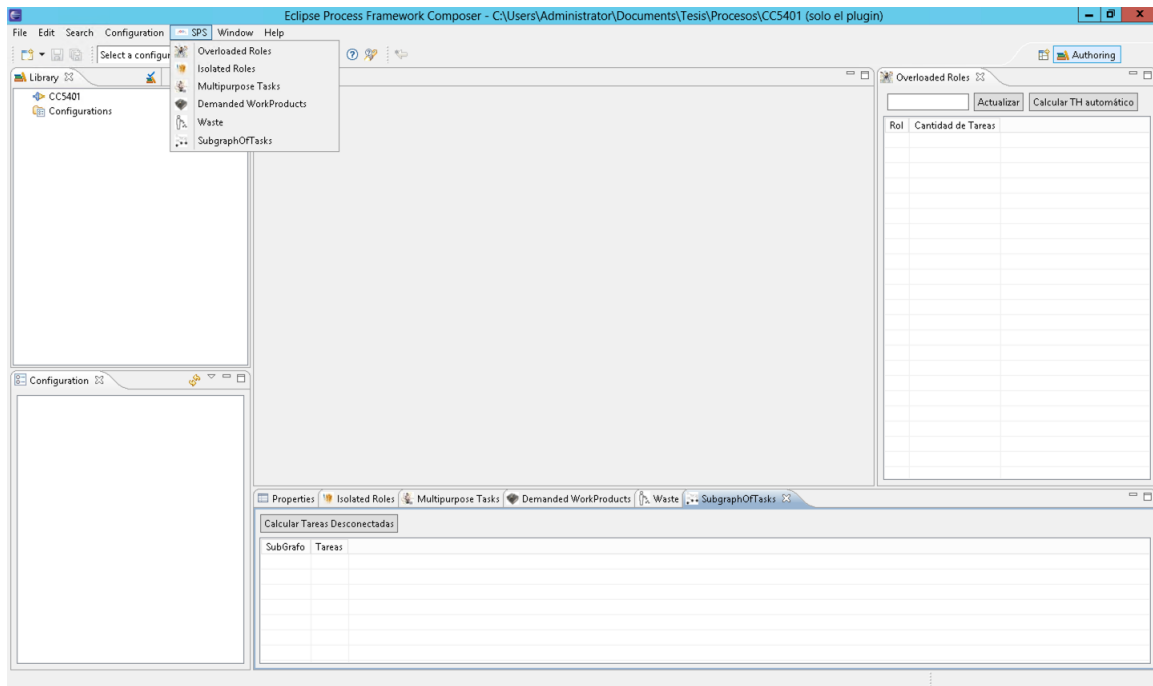 Eclipse Process Framework Composer - C:\Users\Administrator\Documents\Tesis\Procesos\CC5401 (solo el plugin)
File Edit Search Configuration SPS Window Help
Select a configur
Authoring
Overloaded Roles
Isolated Roles
Multipurpose Tasks
Demanded WorkProducts
Waste
SubgraphOfTasks
Library
CC5401
Configurations
Overloaded Roles
Actualizar Calcular TH automático
Rol Cantidad de Tareas
Configuration
Properties Isolated Roles Multipurpose Tasks Demanded WorkProducts Waste SubgraphOfTasks
Calcular Tareas Desconectadas
SubGrafo Tareas